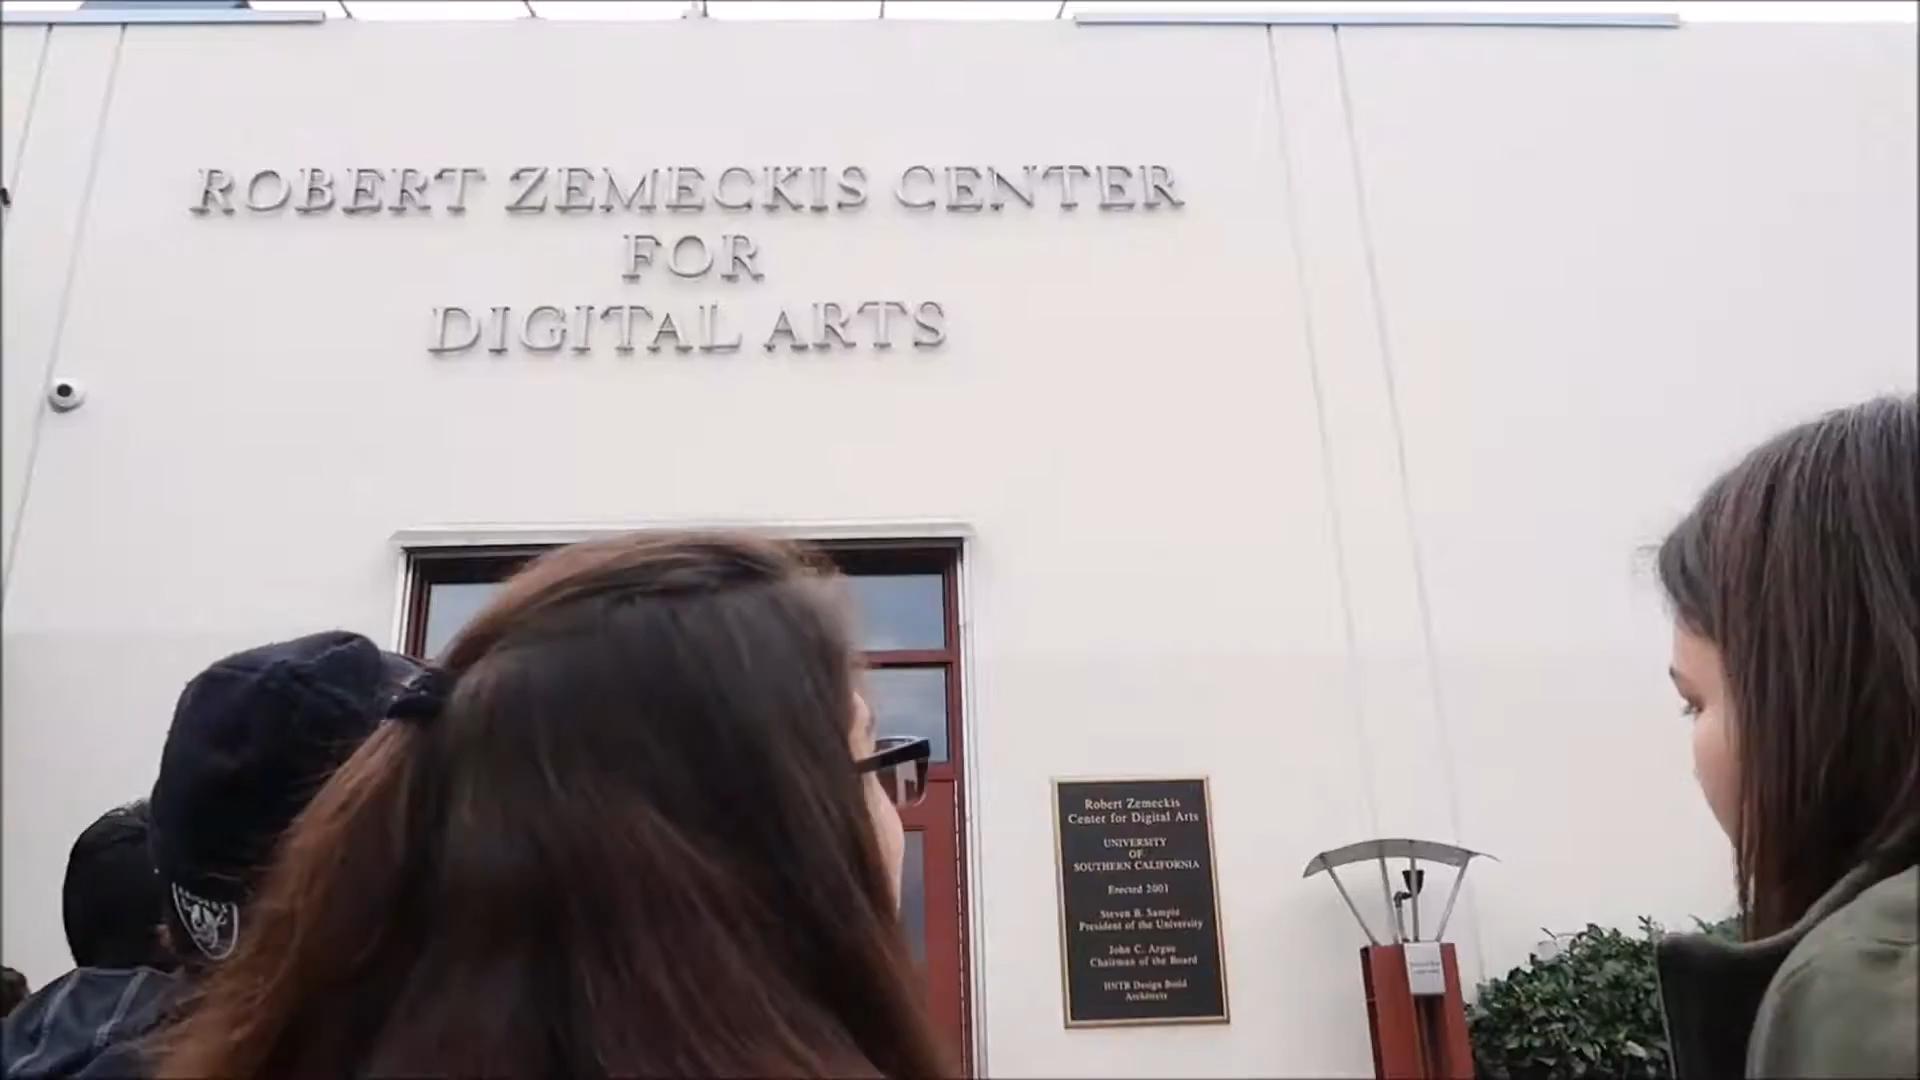 ROBERT ZEMECKIS CENTER
FOR
DIGITAL ARTS
Robert Zemeckis
Center for Digital Arts
UNIVERSITY
OF
SOUTHERN CALIFORNIA
Erected 2001
Steven B. Sample
President of the University
John C. Argue
Chairman of the Board
HNTB Design Build
Architects